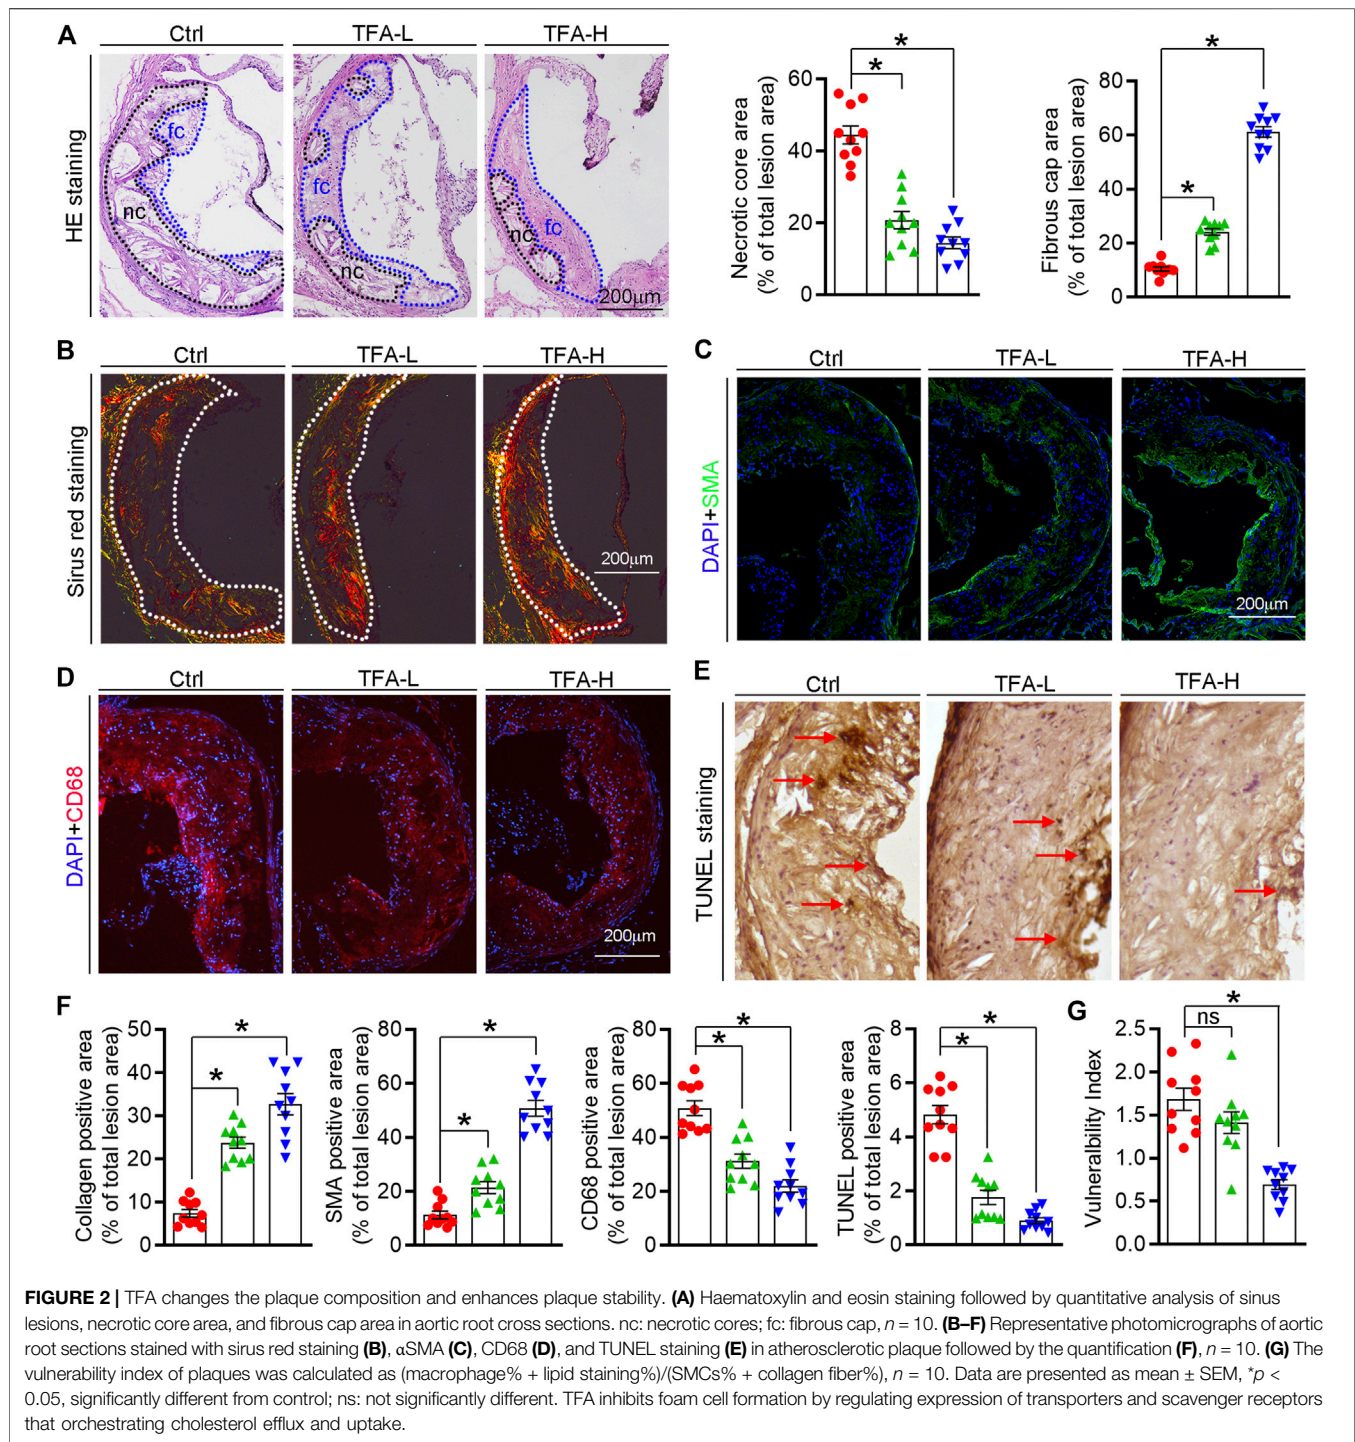 A
Ctrl
TFA-L
TFA-H
HE staining
fc
nc
fc
nc
nc
fc
200μm
Necrotic core area
(% of total lesion area)
60
40
20
0
*
*
Fibrous cap area
(% of total lesion area)
80
60
40
20
0
*
*
B
Ctrl
TFA-L
TFA-H
Sirus red staining
200μm
C
Ctrl
TFA-L
TFA-H
DAPI+SMA
200μm
D
Ctrl
TFA-L
TFA-H
DAPI+CD68
200μm
E
Ctrl
TFA-L
TFA-H
TUNEL staining
F
Collagen positive area
(% of total lesion area)
50
40
30
20
10
0
*
*
SMA positive area
(% of total lesion area)
80
60
40
20
0
*
*
CD68 positive area
(% of total lesion area)
80
60
40
20
0
*
*
TUNEL positive area
(% of total lesion area)
8
6
4
2
0
*
*
G
Vulneralbility Index
2.5
2.0
1.5
1.0
0.5
0.0
ns
*
FIGURE 2 | TFA changes the plaque composition and enhances plaque stability. (A) Haematoxylin and eosin staining followed by quantitative analysis of sinus
lesions, necrotic core area, and fibrous cap area in aortic root cross sections. nc: necrotic cores; fc: fibrous cap, n = 10. (B–F) Representative photomicrographs of aortic
root sections stained with sirus red staining (B), αSMA (C), CD68 (D), and TUNEL staining (E) in atherosclerotic plaque followed by the quantification (F), n = 10. (G) The
vulnerability index of plaques was calculated as (macrophage% + lipid staining%)/(SMCs% + collagen fiber%), n = 10. Data are presented as mean ± SEM, *p <
0.05, significantly different from control; ns: not significantly different. TFA inhibits foam cell formation by regulating expression of transporters and scavenger receptors
that orchestrating cholesterol efflux and uptake.